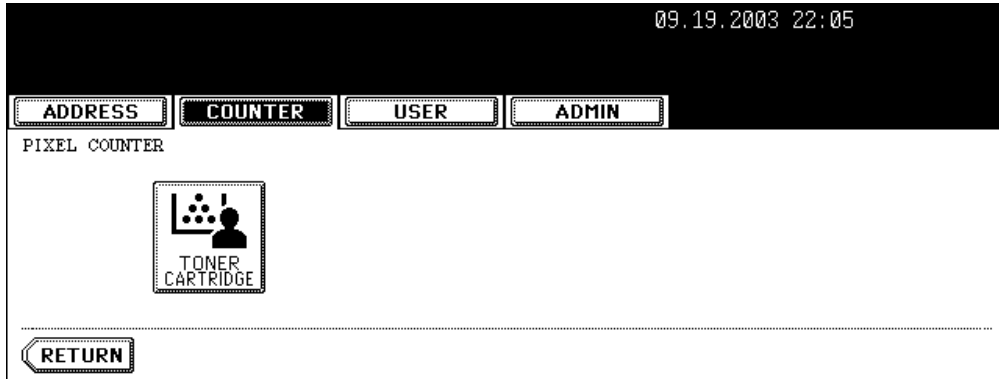 09.19.2003 22:05
ADDRESS COUNTER USER ADMIN
PIXEL COUNTER
TONER
CARTRIDGE
RETURN